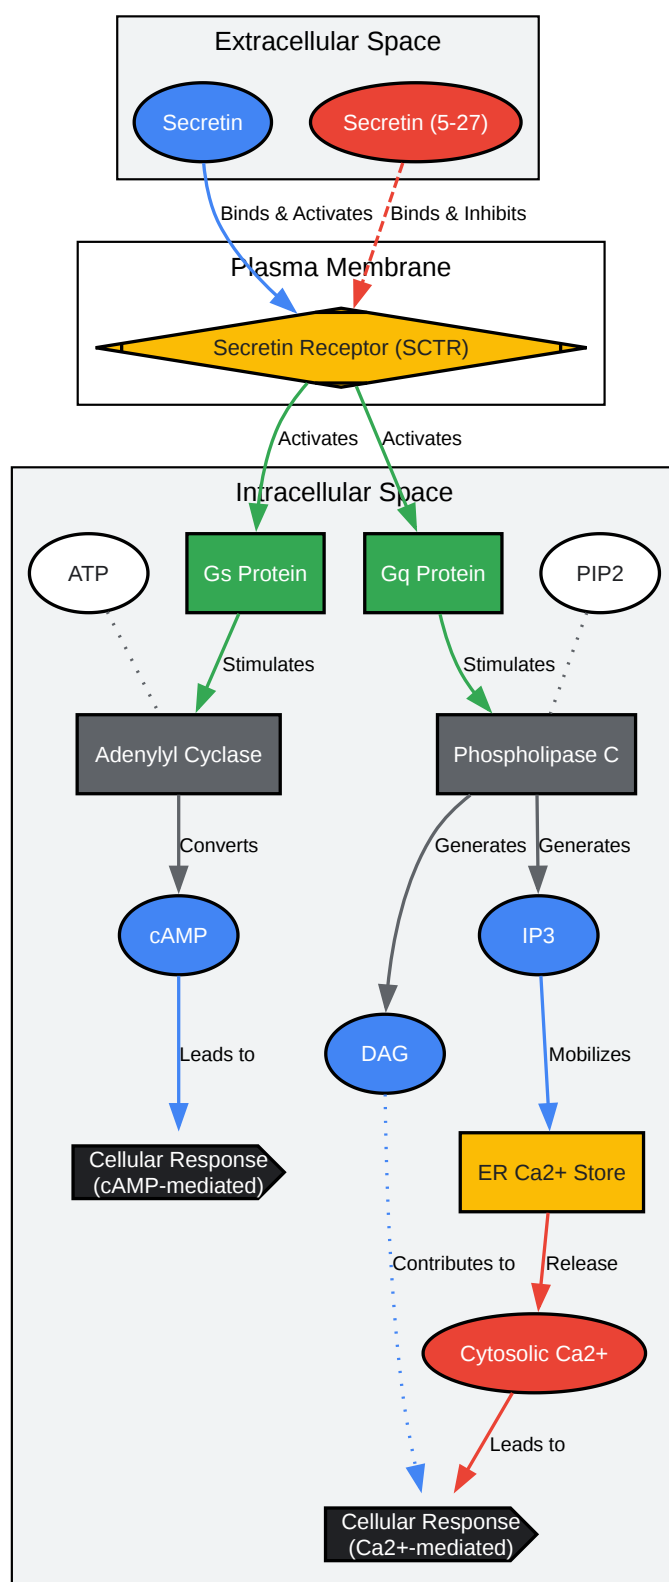 Extracellular Space
Secretin
Secretin (5-27)
Binds & Activates
Binds & Inhibits
Plasma Membrane
Secretin Receptor (SCTR)
Activates
Activates
Intracellular Space
ATP
Gs Protein
Gq Protein
PIP2
Stimulates
Stimulates
Adenylyl Cyclase
Phospholipase C
Converts
Generates
Generates
cAMP
IP3
Leads to
DAG
Mobilizes
Cellular Response
(cAMP-mediated)
ER Ca2+ Store
Contributes to
Release
Cytosolic Ca2+
Leads to
Cellular Response
(Ca2+-mediated)